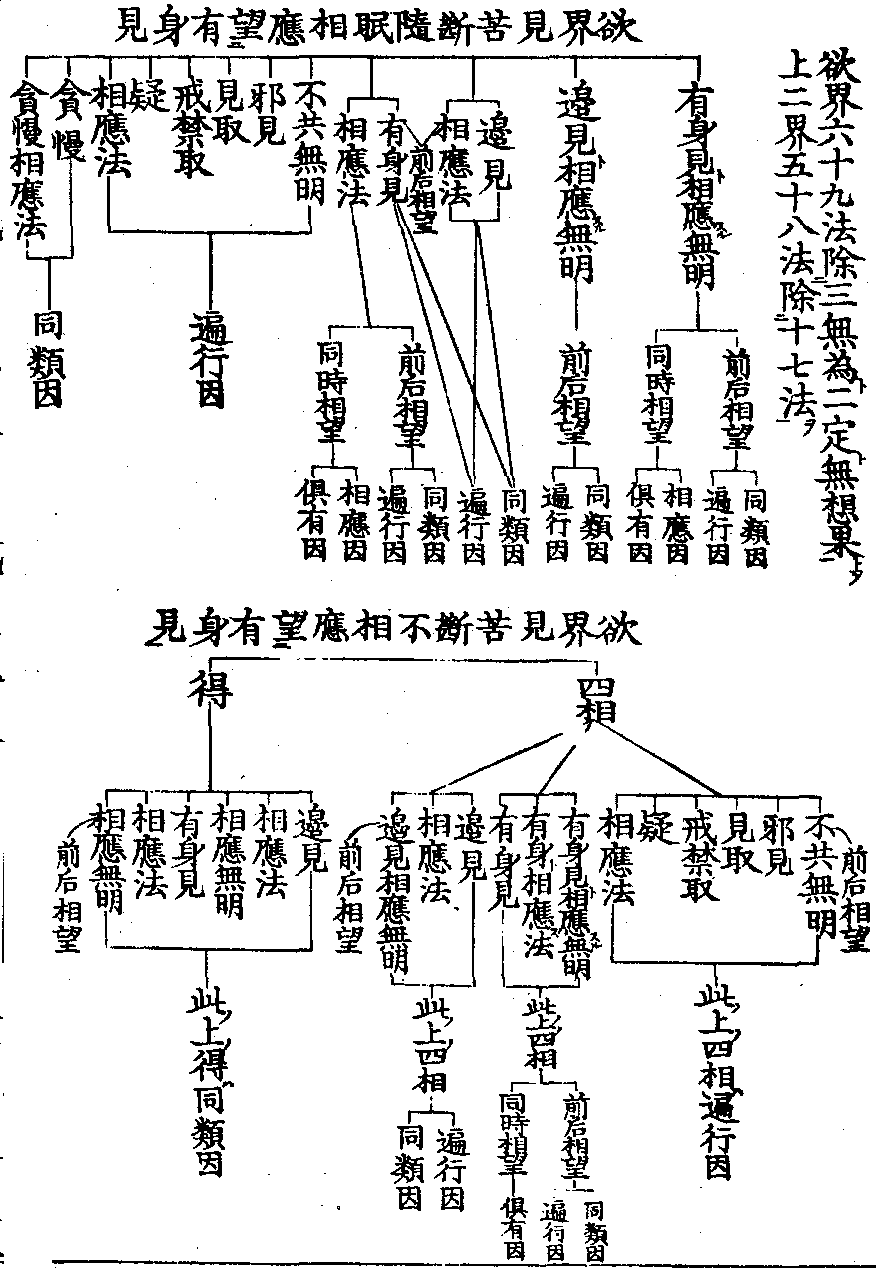 欲界六十九法除三無為二定無想果
上二界五十八法除十七法
欲界見苦斷隨眠相應望有身見
有身見相應無明
前后相望
同類因
遍行因
同時相望
相應因
俱有因
邊見相應無明
前后相望
同類因
遍行因
邊見
相應法
前后相望
有身見
相應法
同類因
遍行因
前后相望
同類因
遍行因
同時相望
相應因
俱有因
不共無明
邪見
見取
戒禁取
疑
相應法
遍行因
貪慢
貪慢相應法
同類因
欲界見苦斷不相應望有身見
四相
前后相望
不共無明
邪見
見取
戒禁取
疑
相應法
此上四相遍行因
有身見相應無明
有身相應法
有身見
此上四相
前后相望
同類因
遍行因
同時相望
俱有因
邊見
相應法
邊見相應無明
前后相望
此上四相
遍行因
同類因
得
邊見
相應法
相應無明
有身見
相應法
相應無明
前后相望
此上得同類因